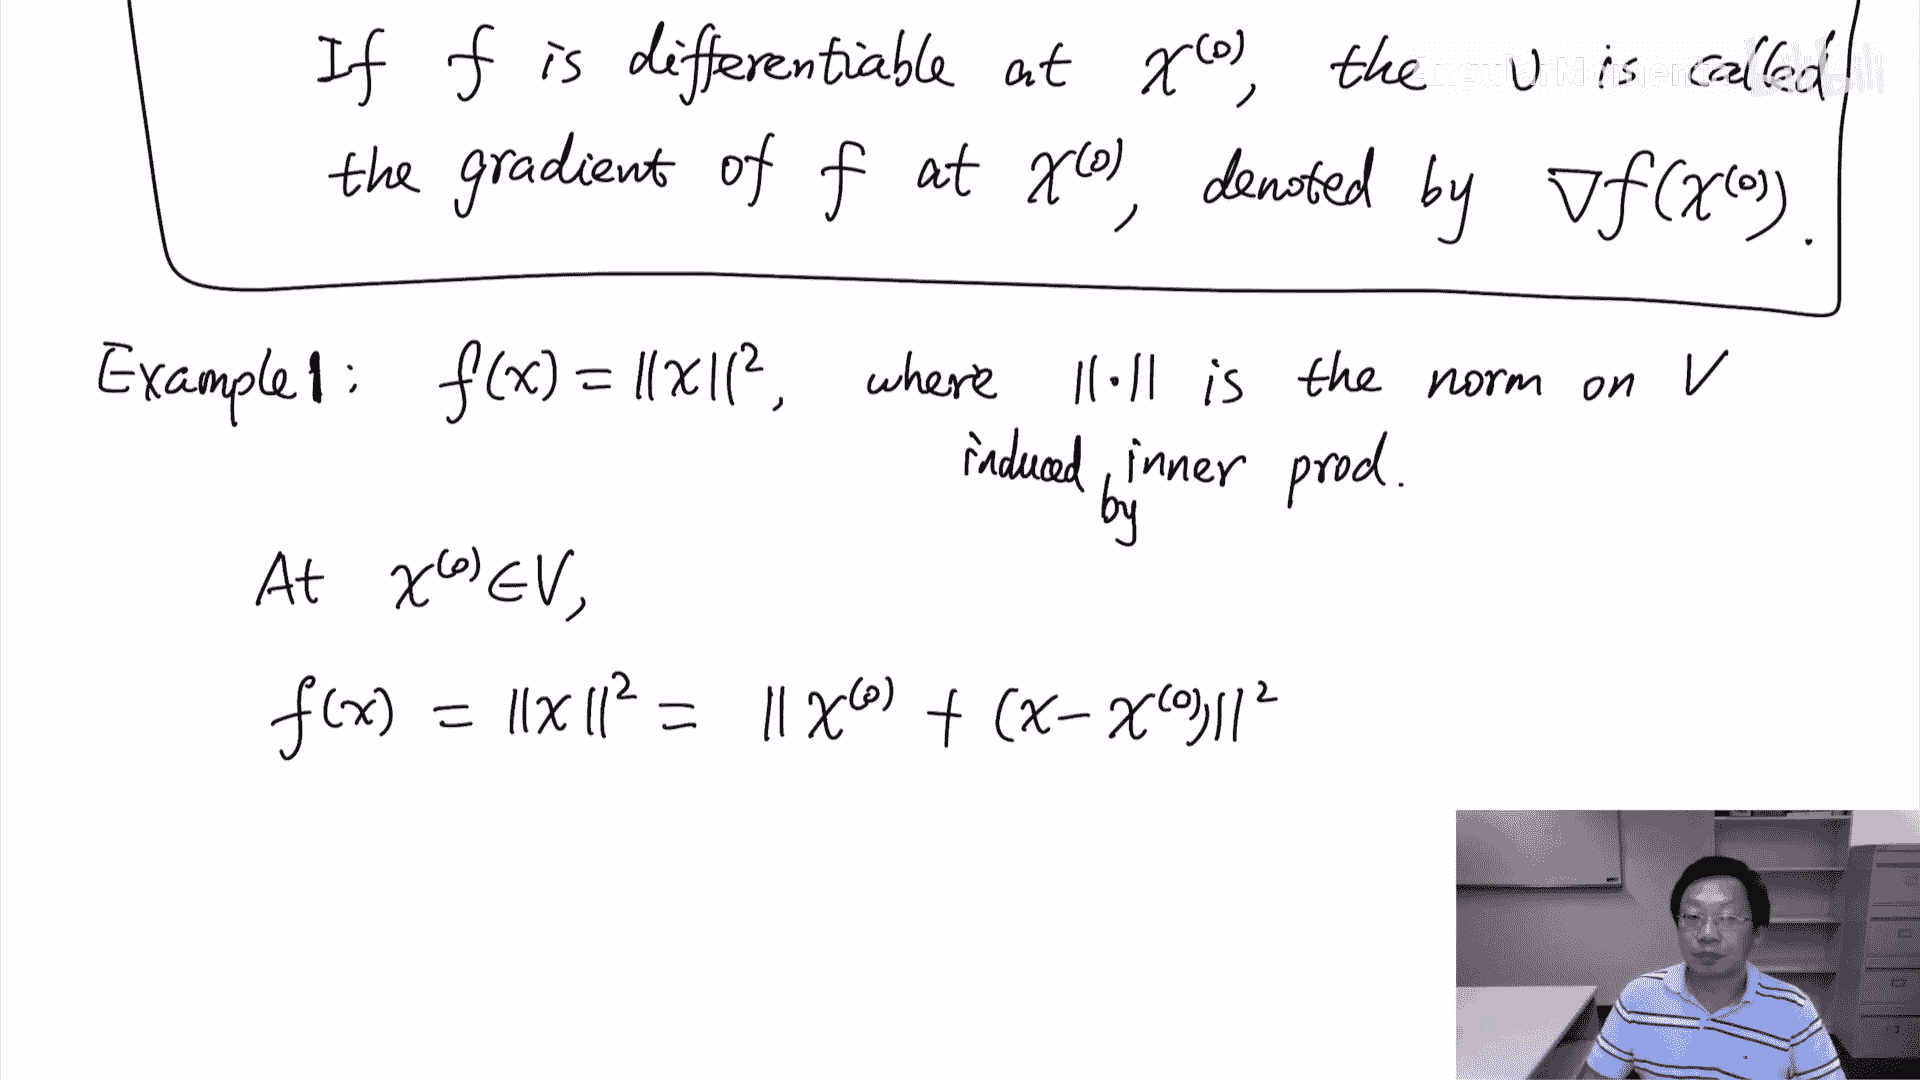 If f is differentiable at x⁽⁰⁾, the v is called
the gradient of f at x⁽⁰⁾, denoted by ∇f(x⁽⁰⁾).
Example 1: f(x) = ||x||², where ||·|| is the norm on V
induced by inner prod.
At x⁽⁰⁾ ∈ V,
f(x) = ||x||² = ||x⁽⁰⁾ + (x − x⁽⁰⁾)||²